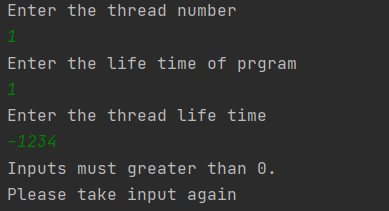 Enter the thread number
1
Enter the life time of prgram
1
Enter the thread life time
-1234
Inputs must greater than 0.
Please take input again